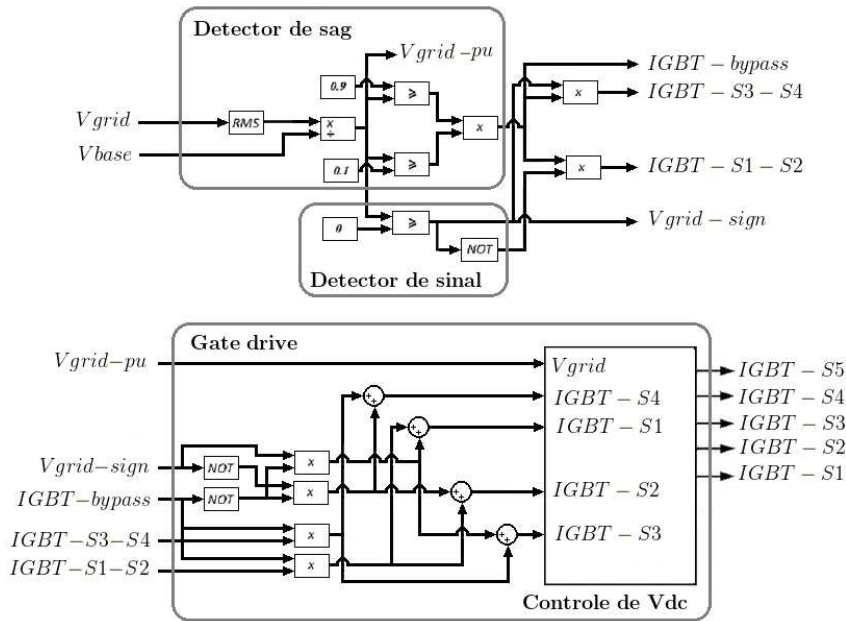 Detector de sag
Vgrid-pu
IGBT - bypass
0.9
≥
x
IGBT - S3 - S4
Vgrid
RMS
x
÷
x
Vbase
0.1
≥
x
IGBT - S1 - S2
0
≥
Vgrid - sign
NOT
Detector de sinal
Gate drive
Vgrid-pu
Vgrid
IGBT - S5
++
IGBT - S4
IGBT - S4
++
IGBT - S1
IGBT - S3
IGBT - S2
Vgrid-sign
NOT
x
IGBT - S1
IGBT-bypass
NOT
x
++
IGBT - S2
IGBT-S3-S4
x
++
IGBT - S3
IGBT-S1-S2
x
Controle de Vdc